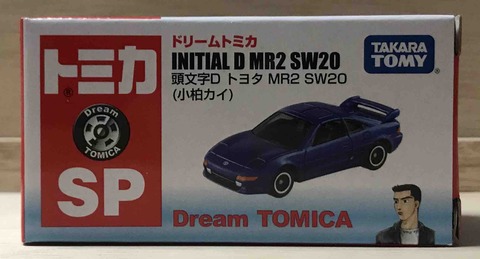 トミカ
®
Dream
TOMICA
SP
ドリームトミカ
INITIAL D MR2 SW20
頭文字D トヨタ MR2 SW20
(小柏カイ)
TAKARA
TOMY
Dream TOMICA